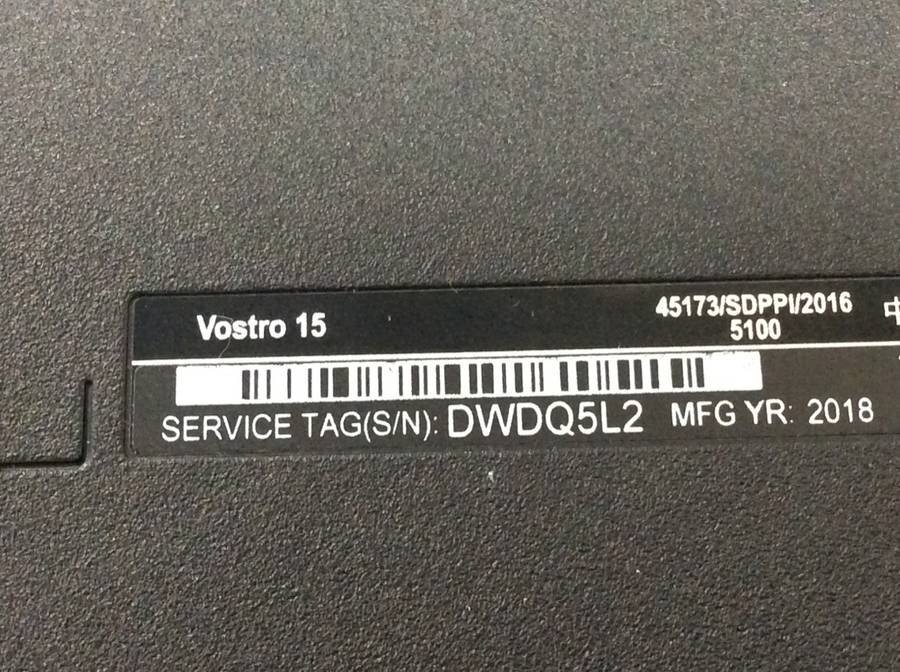 Vostro 15
45173/SDPPI/2016
5100
SERVICE TAG(S/N): DWDQ5L2 MFG YR: 2018